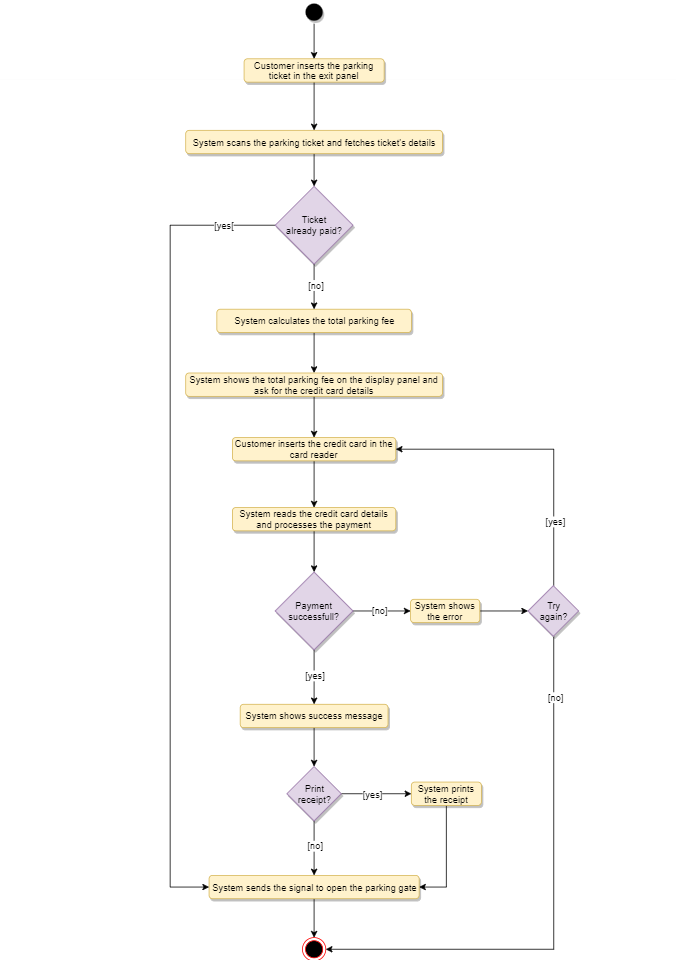 Customer inserts the parking
ticket in the exit panel
System scans the parking ticket and fetches ticket's details
Ticket
already paid?
[yes[
[no]
System calculates the total parking fee
System shows the total parking fee on the display panel and
ask for the credit card details
Customer inserts the credit card in the
card reader
System reads the credit card details
and processes the payment
[yes]
Payment
successfull?
[no]
System shows
the error
Try
again?
[yes]
[no]
System shows success message
Print
receipt?
[yes]
System prints
the receipt
[no]
System sends the signal to open the parking gate